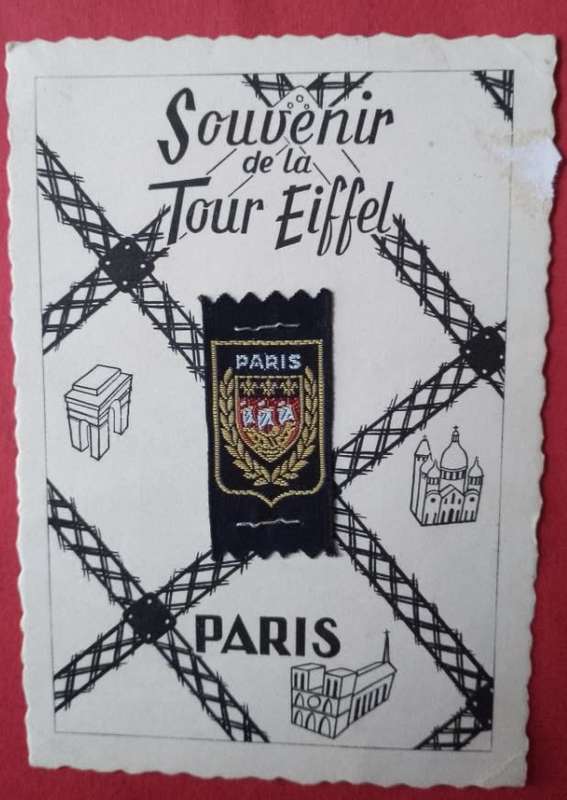 Souvenir
de la
Tour Eiffel
PARIS
PARIS